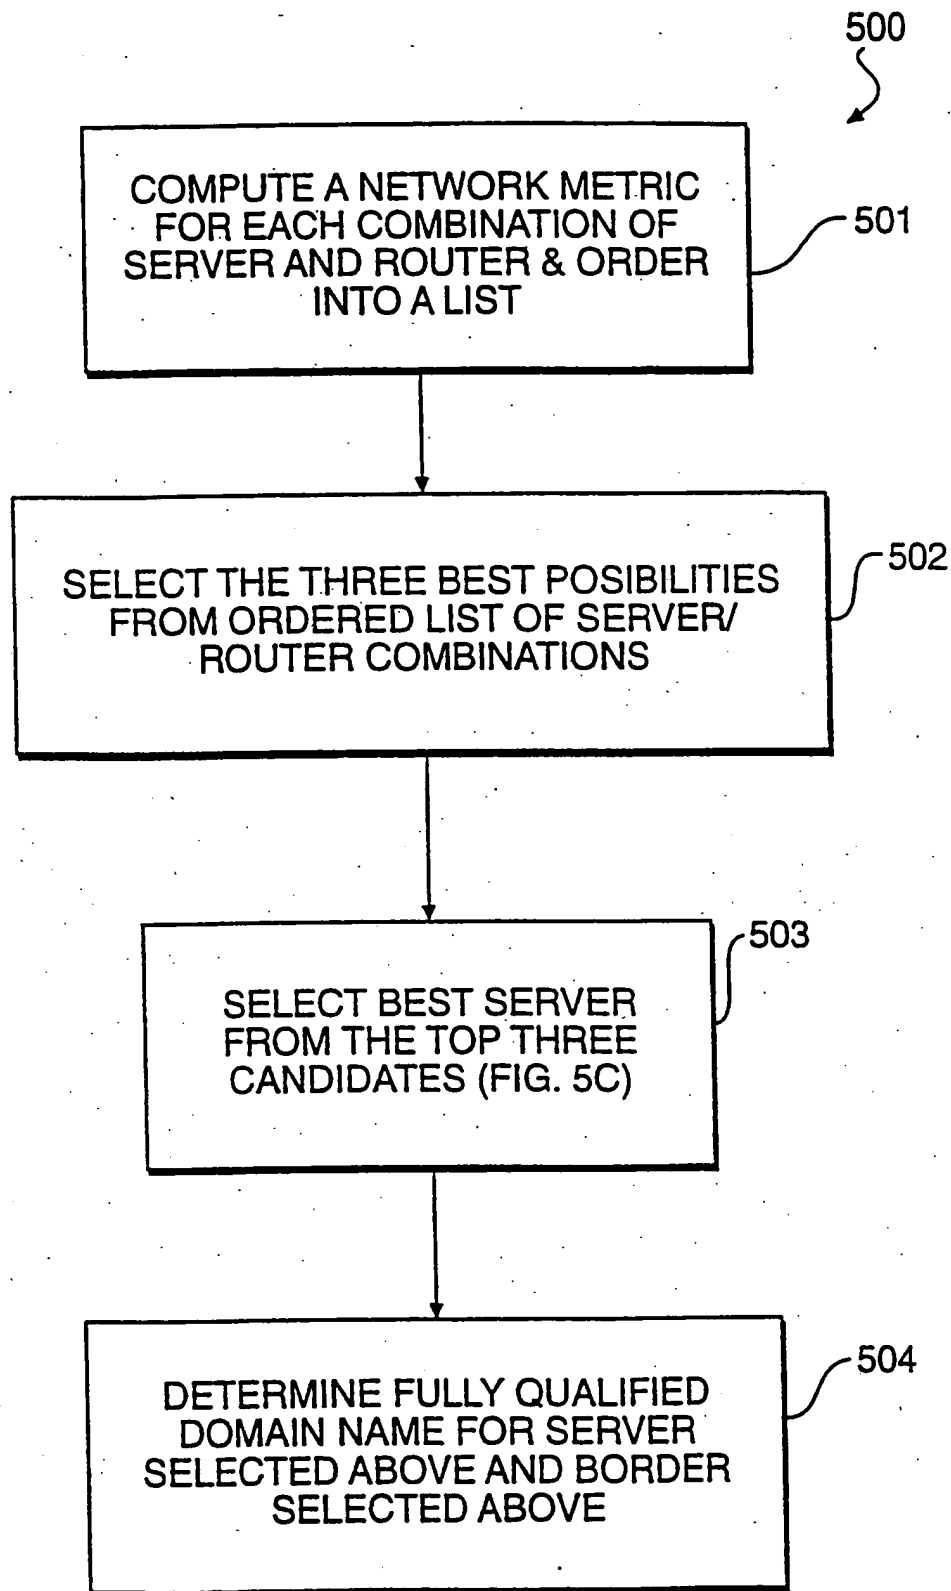 500
COMPUTE A NETWORK METRIC
FOR EACH COMBINATION OF
SERVER AND ROUTER & ORDER
INTO A LIST
501
SELECT THE THREE BEST POSIBILITIES
FROM ORDERED LIST OF SERVER/
ROUTER COMBINATIONS
502
SELECT BEST SERVER
FROM THE TOP THREE
CANDIDATES (FIG. 5C)
503
DETERMINE FULLY QUALIFIED
DOMAIN NAME FOR SERVER
SELECTED ABOVE AND BORDER
SELECTED ABOVE
504